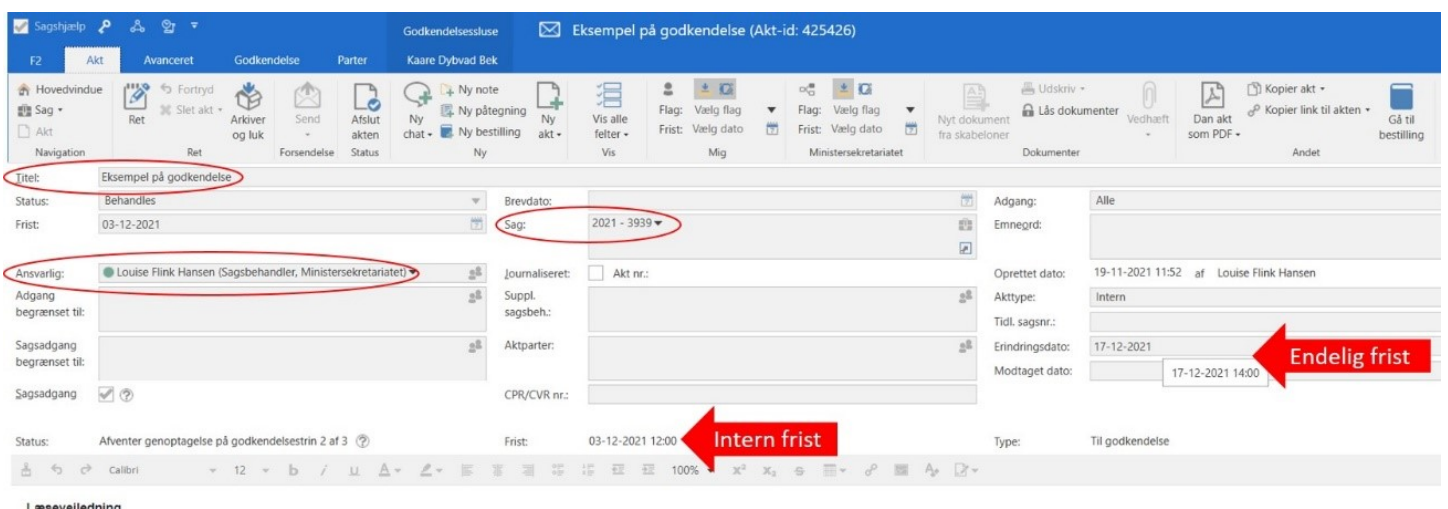 Sagshjælp
Godkendelsessluse
Eksempel på godkendelse (Akt-id: 425426)
F2 Akt Avanceret Godkendelse Parter Kaare Dybvad Bek
Hovedvindue
Sag
Akt
Navigation
Ret
Fortryd
Slet akt
Arkiver og luk
Ret
Send
Forsendelse
Afslut akten
Status
Ny chat
Ny note
Ny påtegning
Ny bestilling
Ny akt
Ny
Vis alle felter
Vis
Flag: Vælg flag
Frist: Vælg dato
Mig
Flag: Vælg flag
Frist: Vælg dato
Ministersekretariatet
Nyt dokument fra skabeloner
Udskriv
Lås dokumenter
Vedhæft
Dokumenter
Dan akt som PDF
Kopier akt
Kopier link til akten
Gå til bestilling
Andet
Titel: Eksempel på godkendelse
Status: Behandles Brevdato: Adgang: Alle
Frist: 03-12-2021 Sag: 2021 - 3939 Emneord:
Ansvarlig: Louise Flink Hansen (Sagsbehandler, Ministersekretariatet) Journaliseret: Akt nr.: Oprettet dato: 19-11-2021 11:52 af Louise Flink Hansen
Adgang begrænset til: Suppl. sagsbeh.: Akttype: Intern
Tidl. sagsnr.:
Sagsadgang begrænset til: Aktparter: Erindringsdato: 17-12-2021
Endelig frist
Modtaget dato: 17-12-2021 14:00
Sagsadgang CPR/CVR nr.:
Status: Afventer genoptagelse på godkendelsestrin 2 af 3 Frist: 03-12-2021 12:00 Intern frist Type: Til godkendelse
Calibri 12 b i U A 100% x² x₂ S
Læsevejledning